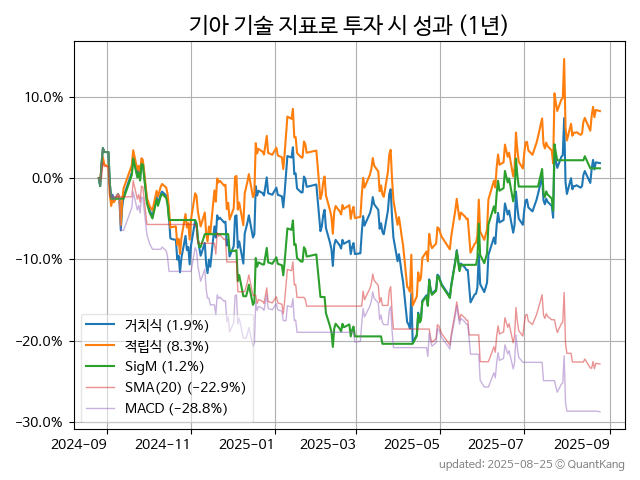 기아 기술 지표로 투자 시 성과 (1년)
10.0%
0.0%
−10.0%
−20.0%
−30.0%
거치식 (1.9%)
적립식 (8.3%)
SigM (1.2%)
SMA(20) (−22.9%)
MACD (−28.8%)
2024-09 2024-11 2025-01 2025-03 2025-05 2025-07 2025-09
updated: 2025-08-25 © QuantKang